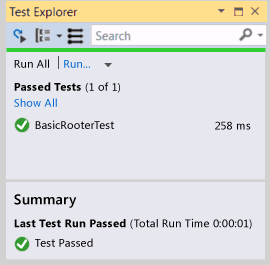 Test Explorer
Search
Run All | Run...
Passed Tests (1 of 1)
Show All
BasicRooterTest 258 ms
Summary
Last Test Run Passed (Total Run Time 0:00:01)
Test Passed